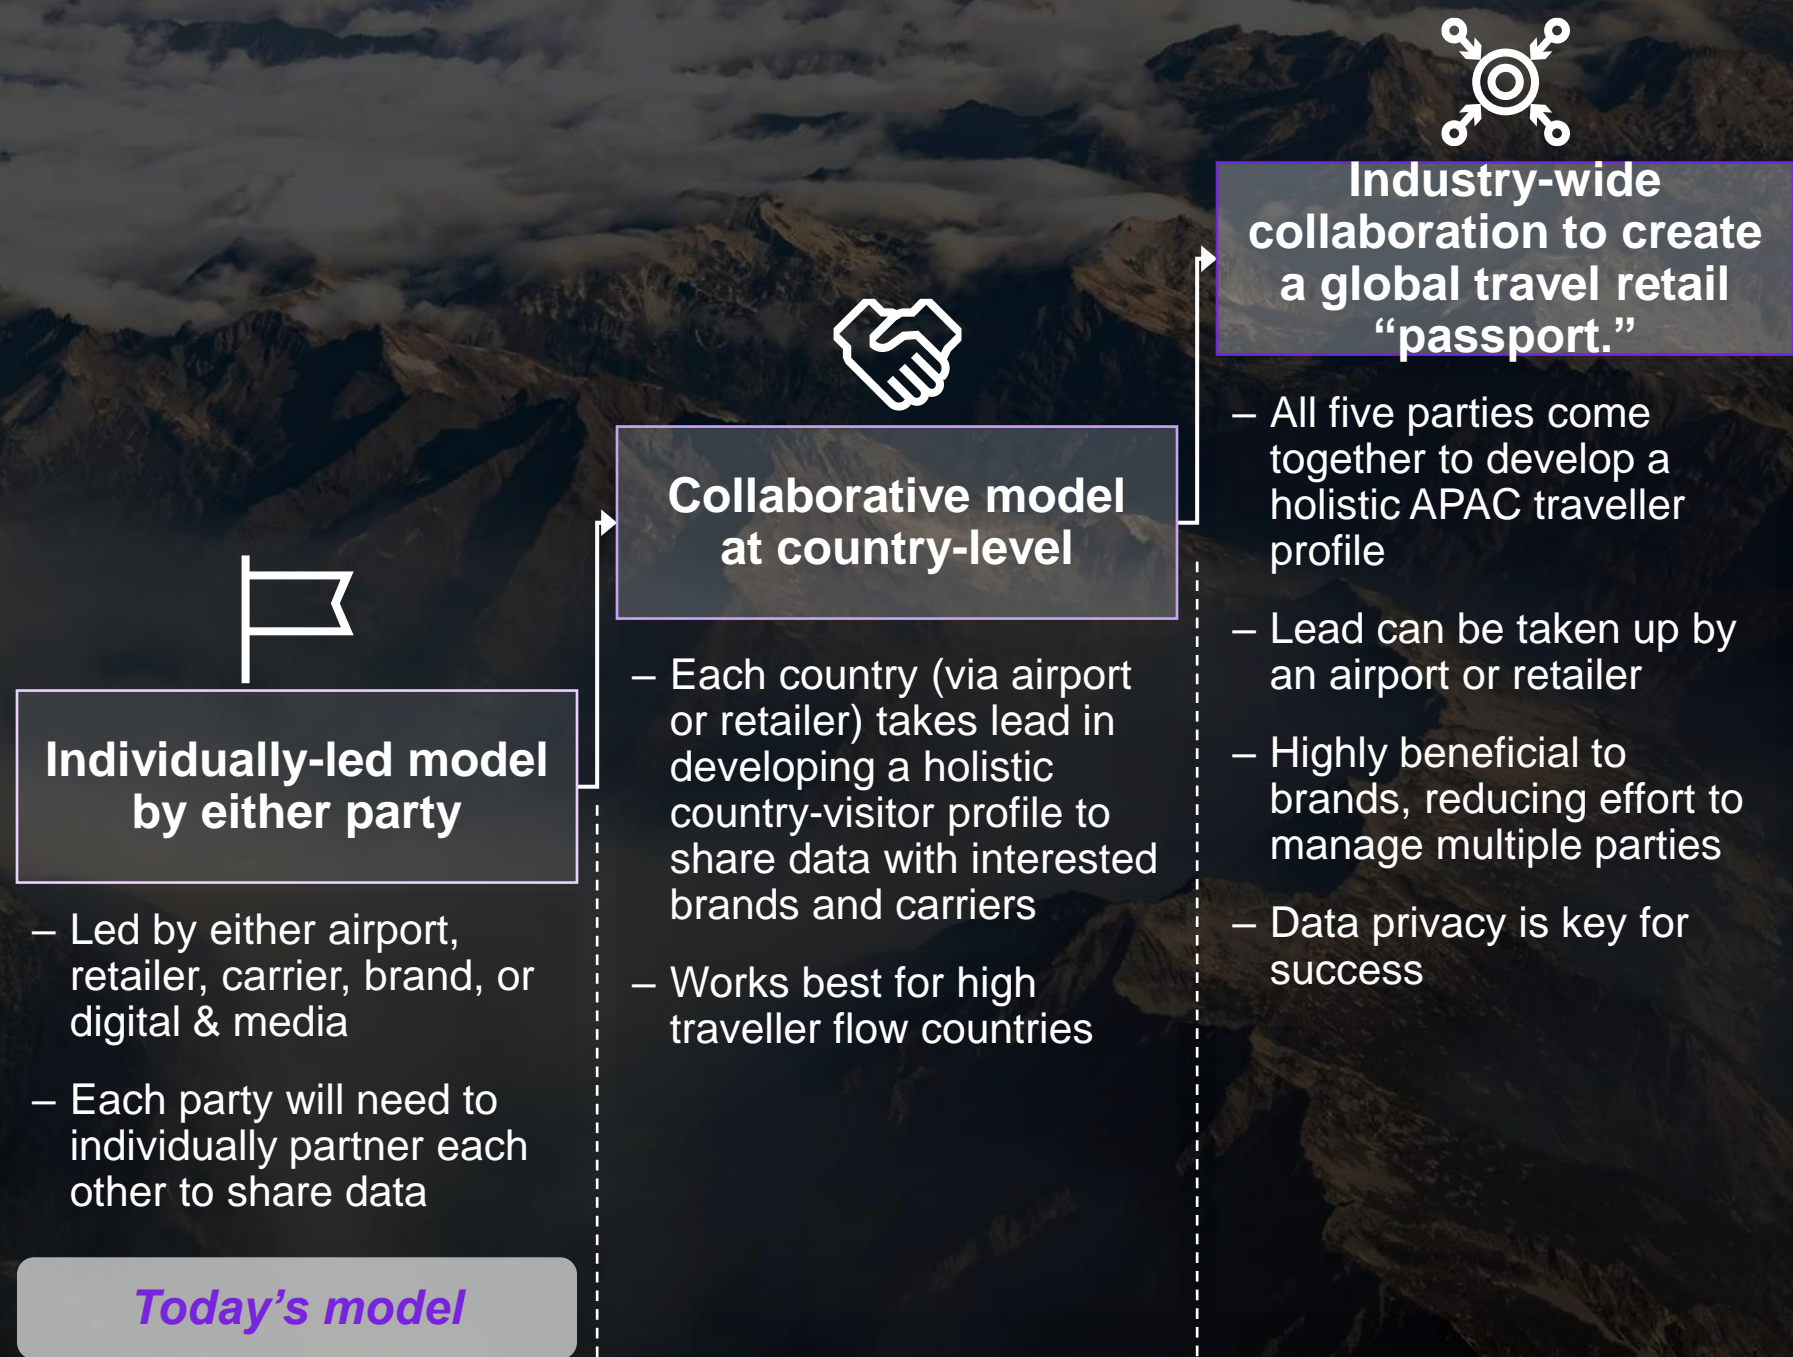 Individually-led model
by either party
– Led by either airport,
retailer, carrier, brand, or
digital & media
– Each party will need to
individually partner each
other to share data
Today’s model
Collaborative model
at country-level
– Each country (via airport
or retailer) takes lead in
developing a holistic
country-visitor profile to
share data with interested
brands and carriers
– Works best for high
traveller flow countries
Industry-wide
collaboration to create
a global travel retail
“passport.”
– All five parties come
together to develop a
holistic APAC traveller
profile
– Lead can be taken up by
an airport or retailer
– Highly beneficial to
brands, reducing effort to
manage multiple parties
– Data privacy is key for
success